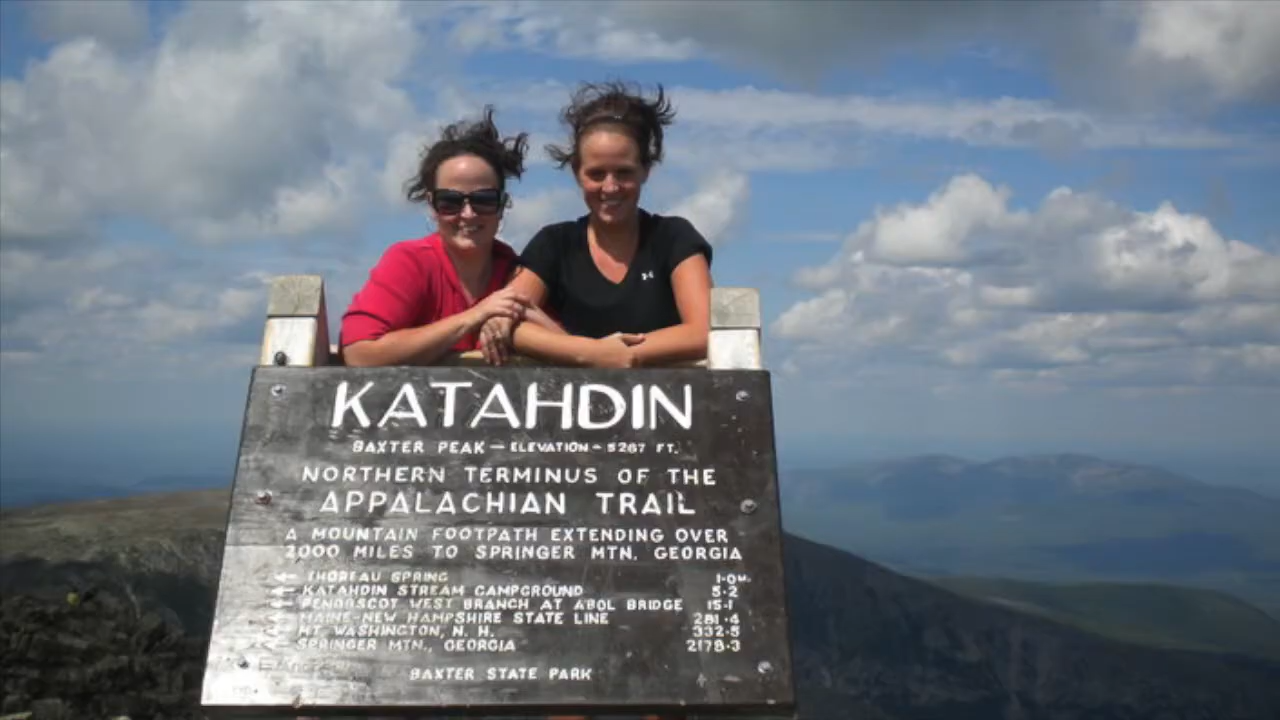 KATAHDIN
BAXTER PEAK - ELEVATION - 5267 FT.
NORTHERN TERMINUS OF THE
APPALACHIAN TRAIL
A MOUNTAIN FOOTPATH EXTENDING OVER
2000 MILES TO SPRINGER MTN. GEORGIA
THOREAU SPRING 1.0 M.
KATAHDIN STREAM CAMPGROUND 5.2
PENOBSCOT WEST BRANCH AT ABOL BRIDGE 15.1
MAINE-NEW HAMPSHIRE STATE LINE 281.4
MT. WASHINGTON, N. H. 332.5
SPRINGER MTN., GEORGIA 2178.3
BAXTER STATE PARK